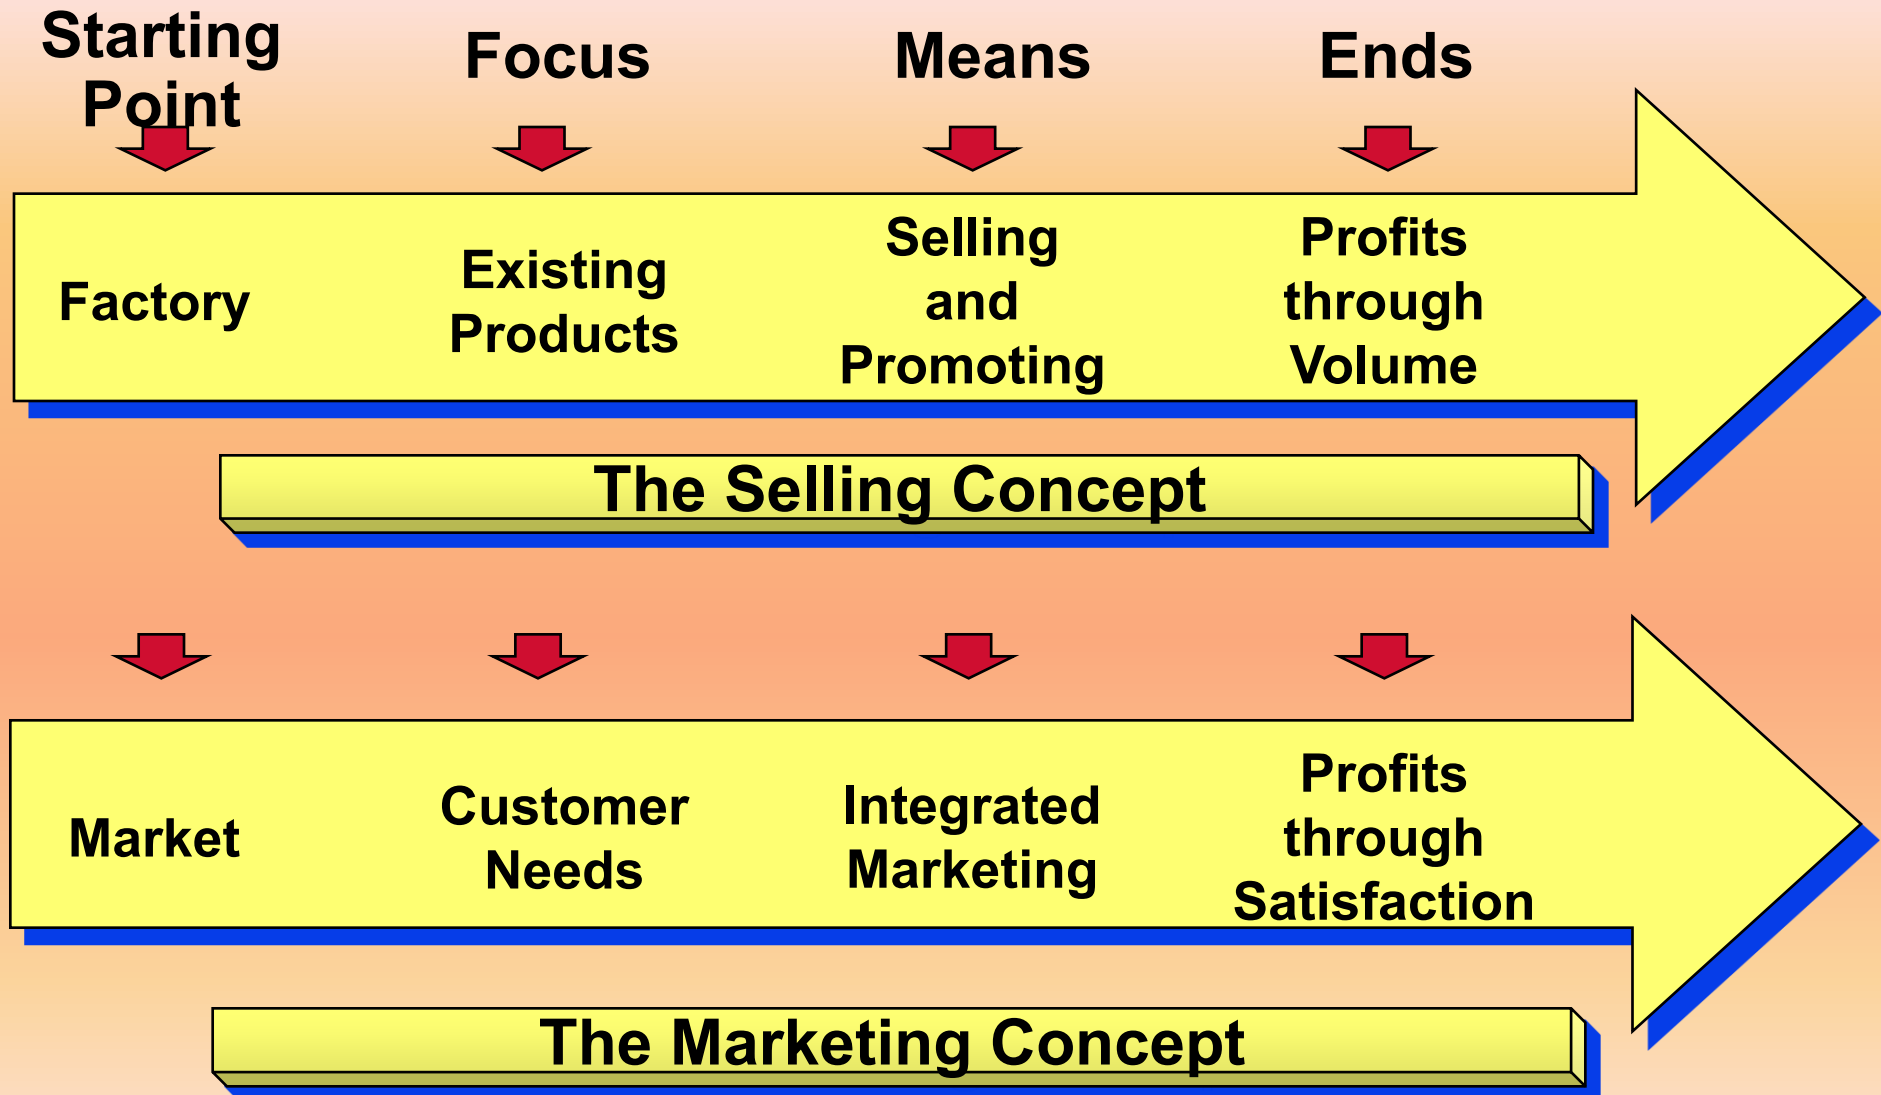 Starting
Point
Focus
Means
Ends
Factory
Existing
Products
Selling
and
Promoting
Profits
through
Volume
The Selling Concept
Market
Customer
Needs
Integrated
Marketing
Profits
through
Satisfaction
The Marketing Concept